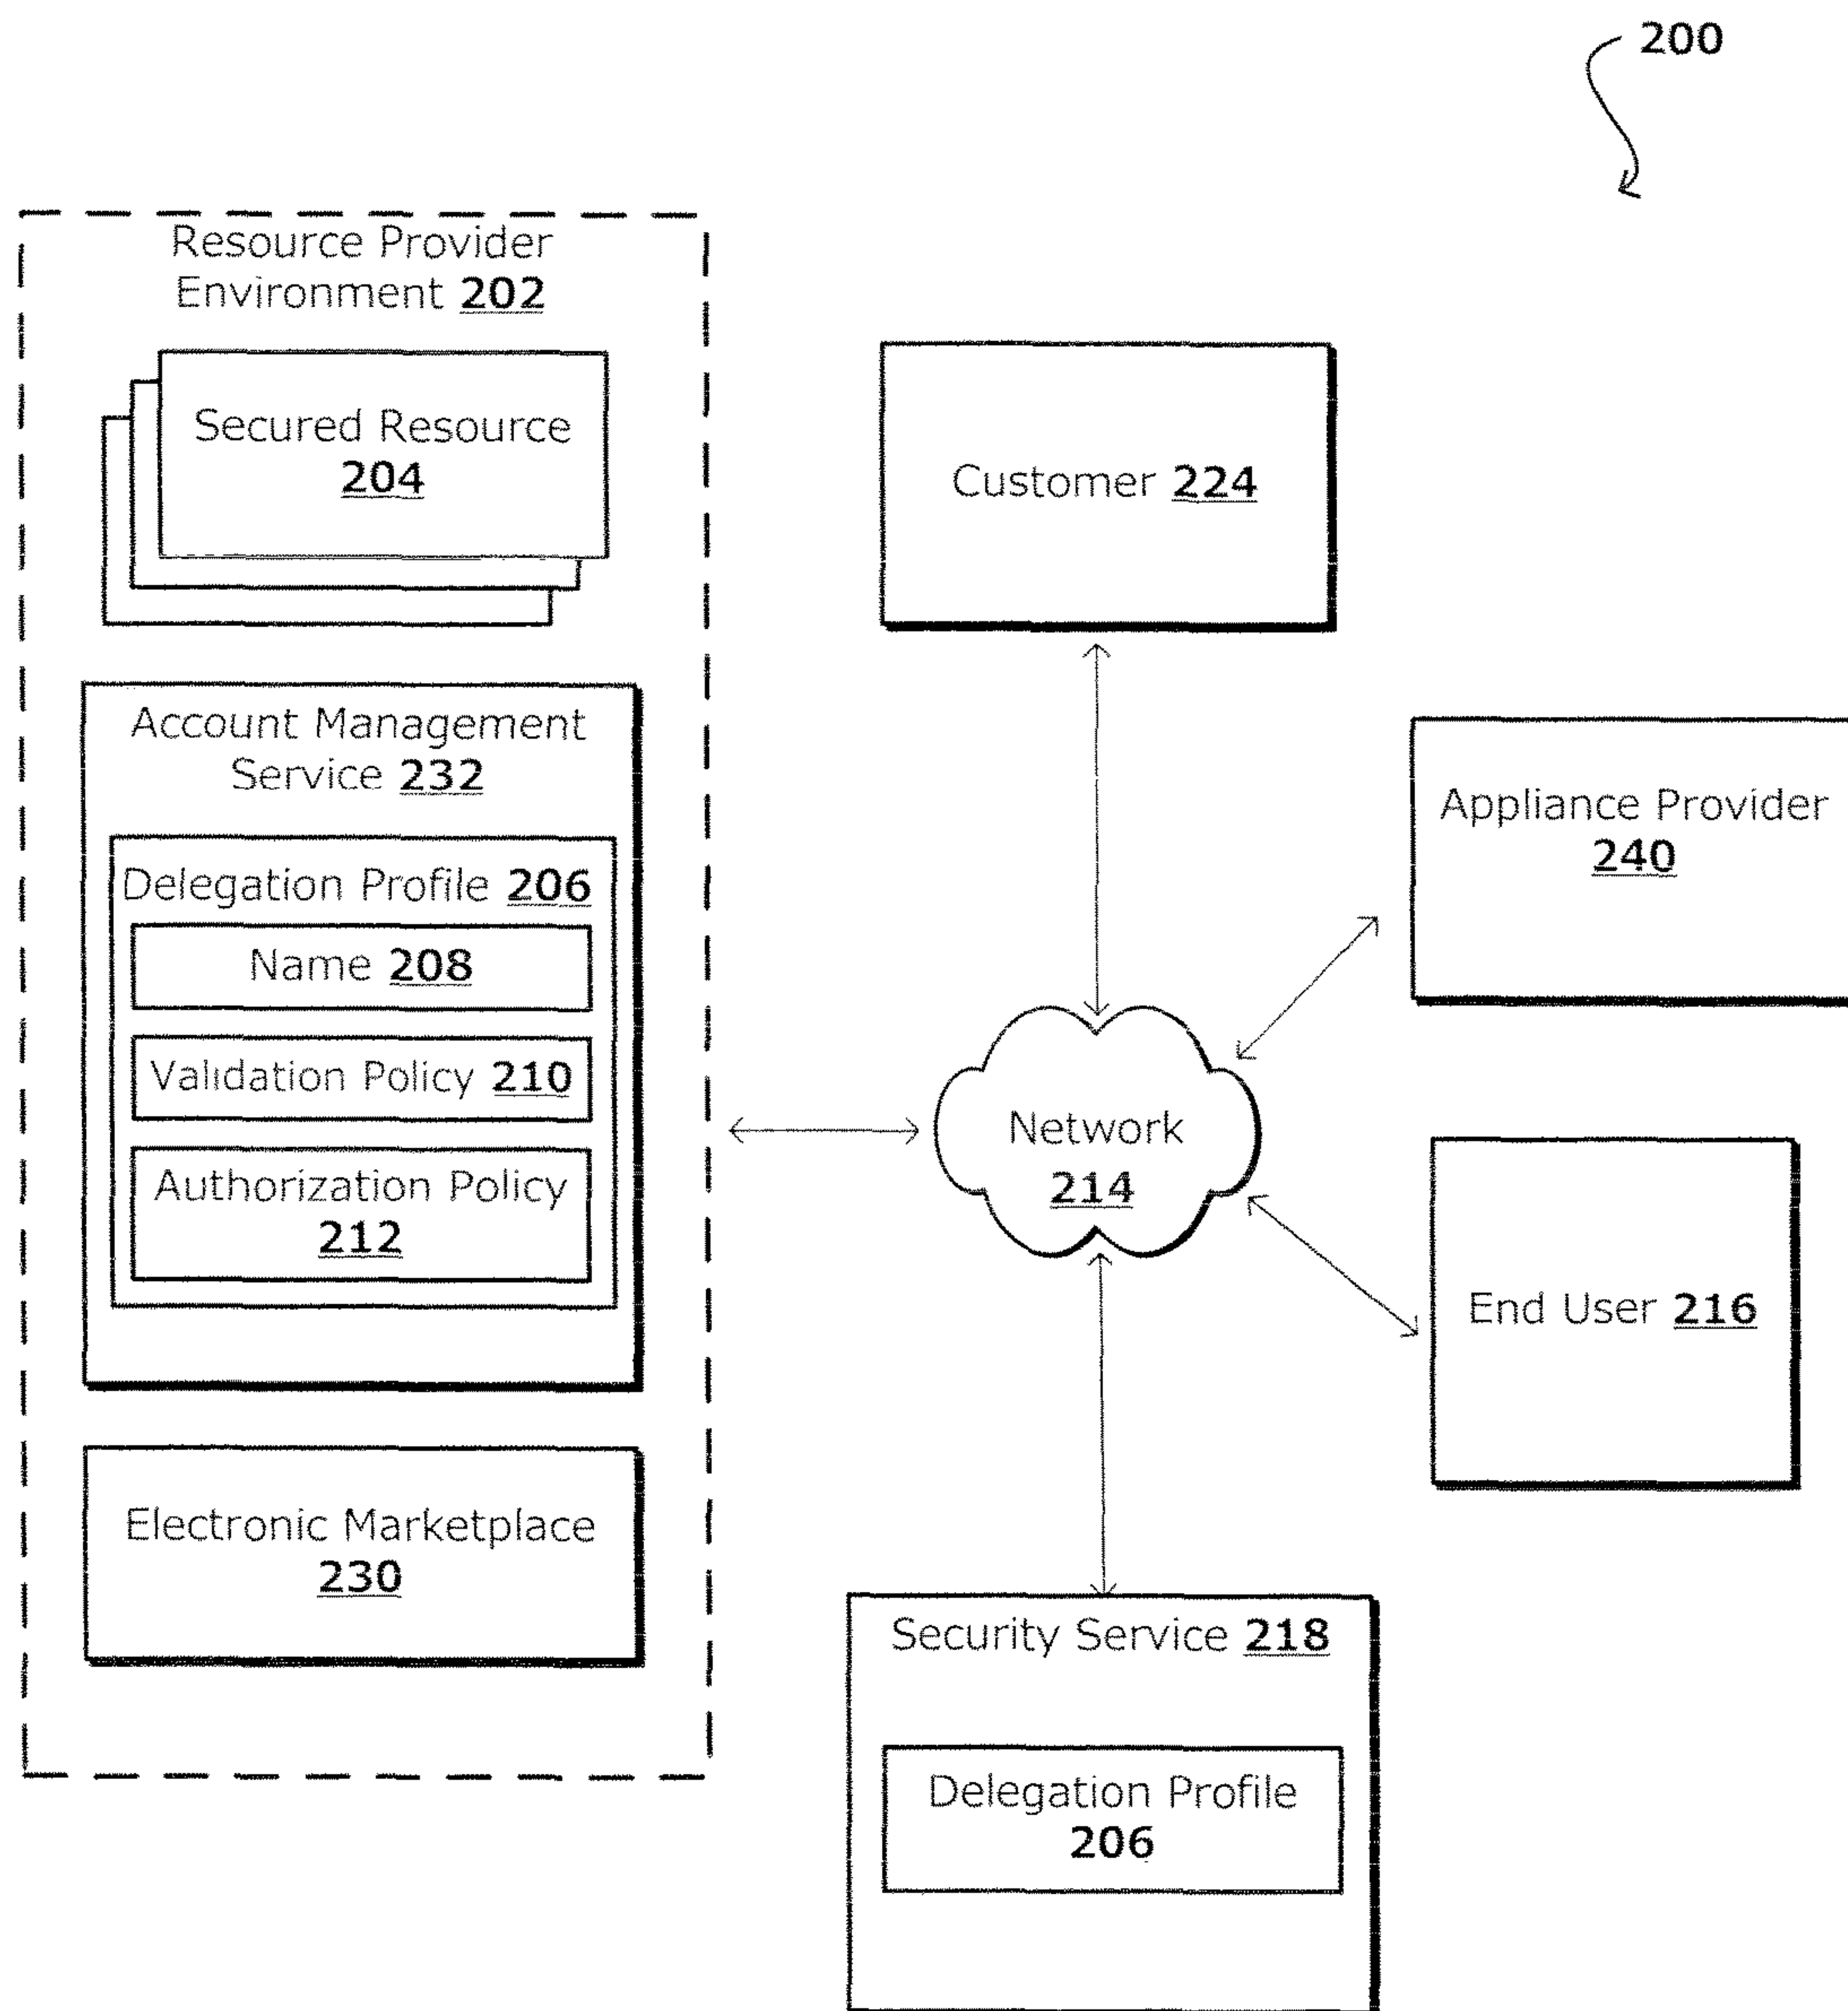 200
Resource Provider
Environment 202
Secured Resource
204
Account Management
Service 232
Delegation Profile 206
Name 208
Validation Policy 210
Authorization Policy
212
Electronic Marketplace
230
Customer 224
Appliance Provider
240
Network
214
End User 216
Security Service 218
Delegation Profile
206